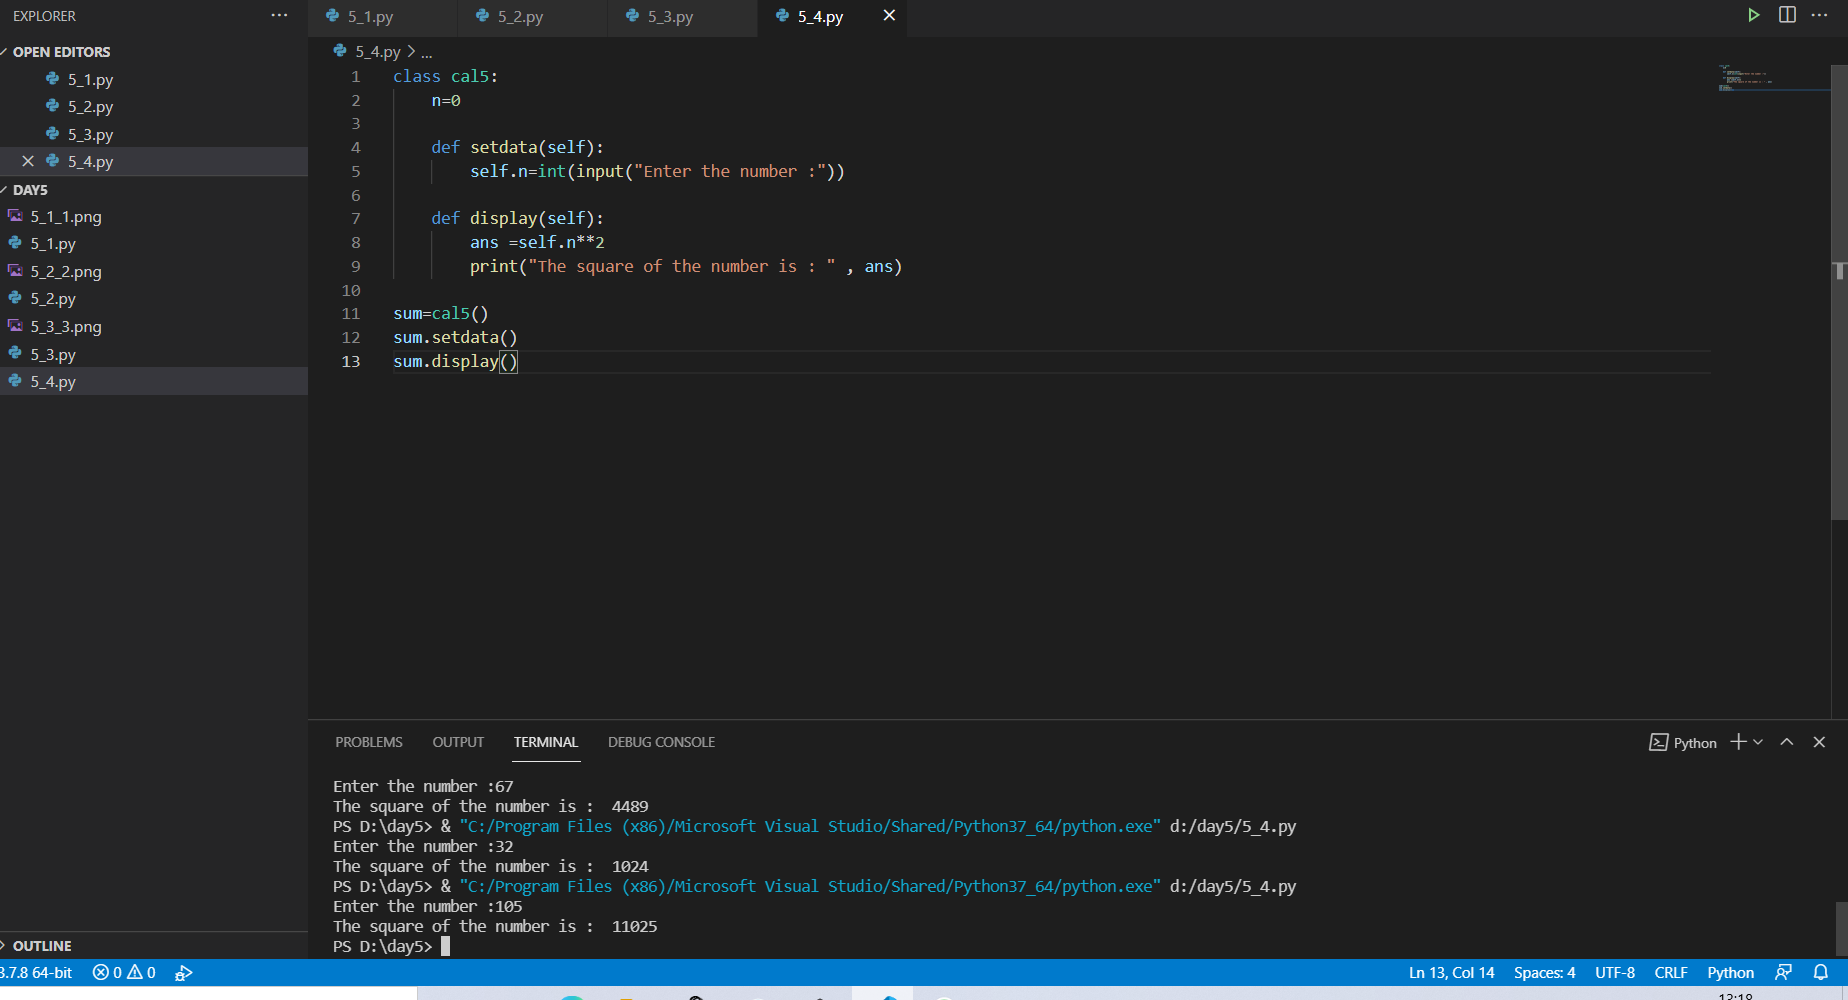 EXPLORER
OPEN EDITORS
5_1.py
5_2.py
5_3.py
5_4.py
DAY5
5_1_1.png
5_1.py
5_2_2.png
5_2.py
5_3_3.png
5_3.py
5_4.py
OUTLINE
5_1.py 5_2.py 5_3.py 5_4.py
5_4.py > ...
1 class cal5:
2     n=0
3
4     def setdata(self):
5         self.n=int(input("Enter the number :"))
6
7     def display(self):
8         ans =self.n**2
9         print("The square of the number is : " , ans)
10
11 sum=cal5()
12 sum.setdata()
13 sum.display()
PROBLEMS OUTPUT TERMINAL DEBUG CONSOLE
Python
Enter the number :67
The square of the number is :  4489
PS D:\day5> & "C:/Program Files (x86)/Microsoft Visual Studio/Shared/Python37_64/python.exe" d:/day5/5_4.py
Enter the number :32
The square of the number is :  1024
PS D:\day5> & "C:/Program Files (x86)/Microsoft Visual Studio/Shared/Python37_64/python.exe" d:/day5/5_4.py
Enter the number :105
The square of the number is :  11025
PS D:\day5>
3.7.8 64-bit 0 0 Ln 13, Col 14 Spaces: 4 UTF-8 CRLF Python